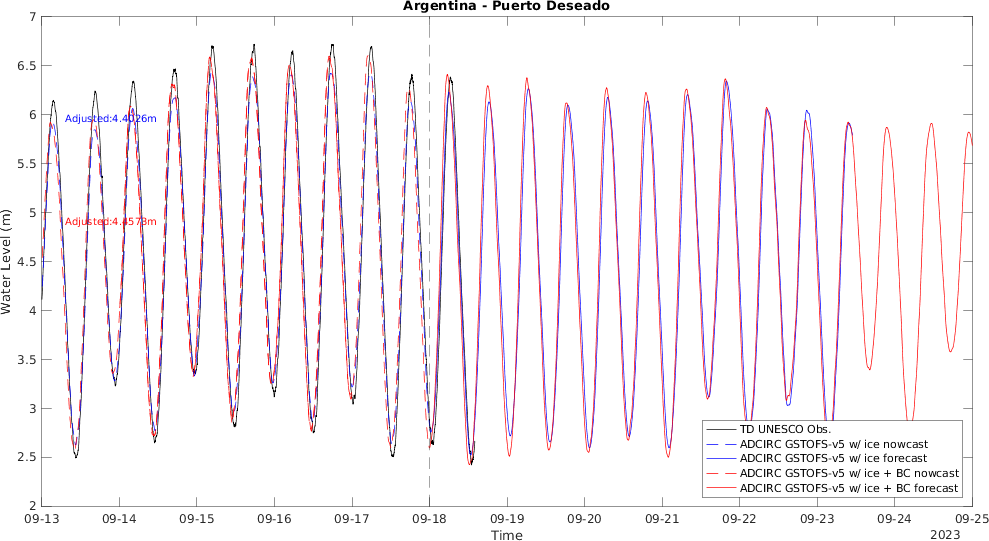 Argentina - Puerto Deseado
7
6.5
6
5.5
5
4.5
4
3.5
3
2.5
2
Water Level (m)
Adjusted:4.4026m
Adjusted:4.4573m
TD UNESCO Obs.
ADCIRC GSTOFS-v5 w/ ice nowcast
ADCIRC GSTOFS-v5 w/ ice forecast
ADCIRC GSTOFS-v5 w/ ice + BC nowcast
ADCIRC GSTOFS-v5 w/ ice + BC forecast
09-13 09-14 09-15 09-16 09-17 09-18 09-19 09-20 09-21 09-22 09-23 09-24 09-25
Time
2023